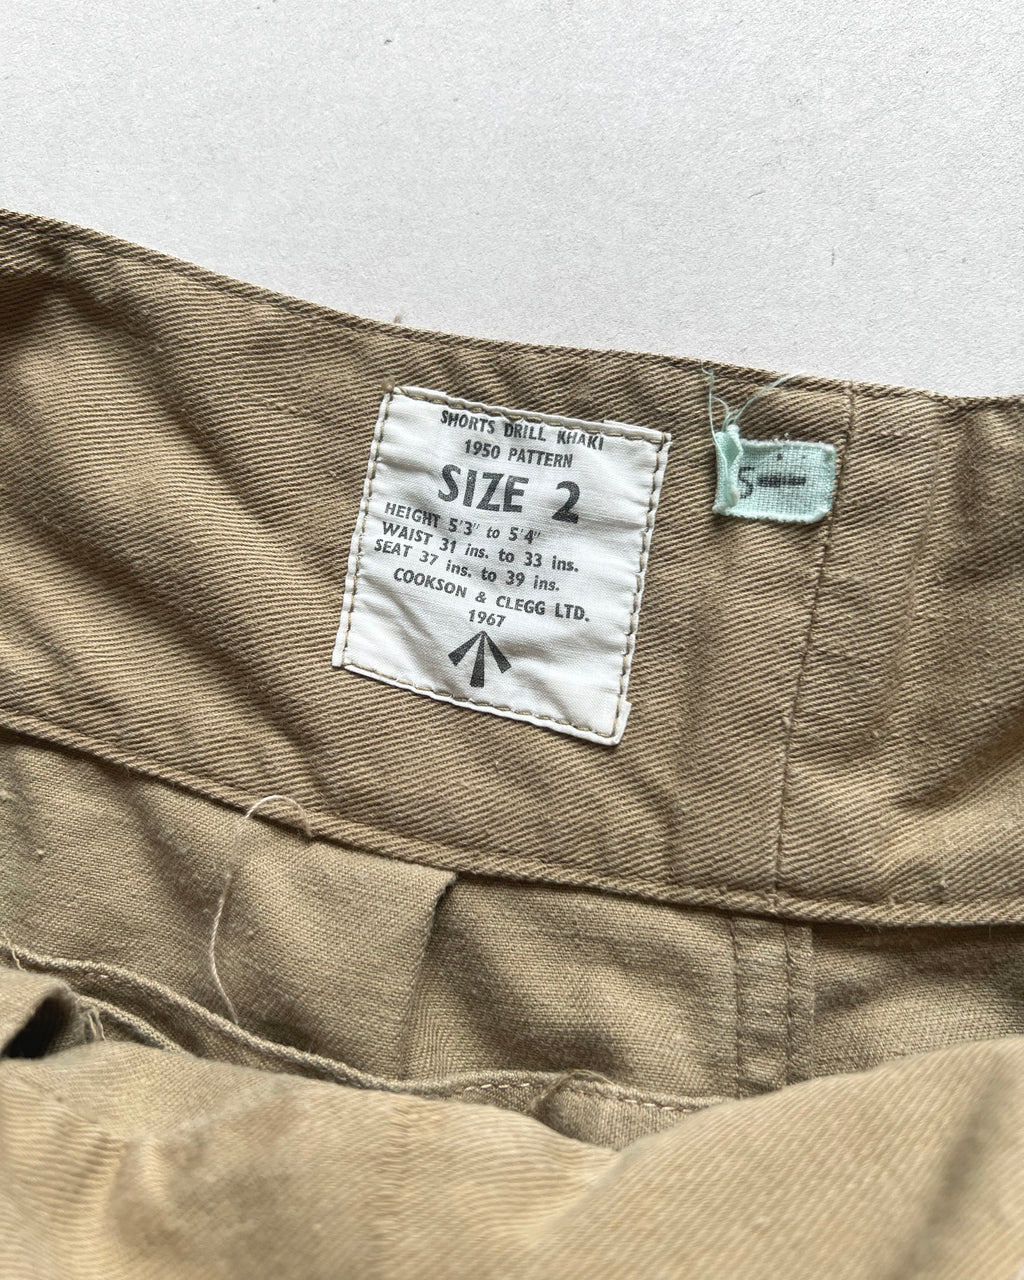 SHORTS DRILL KHAKI
1950 PATTERN
SIZE 2
HEIGHT 5'3" to 5'4"
WAIST 31 ins. to 33 ins.
SEAT 37 ins. to 39 ins.
COOKSON & CLEGG LTD.
1967